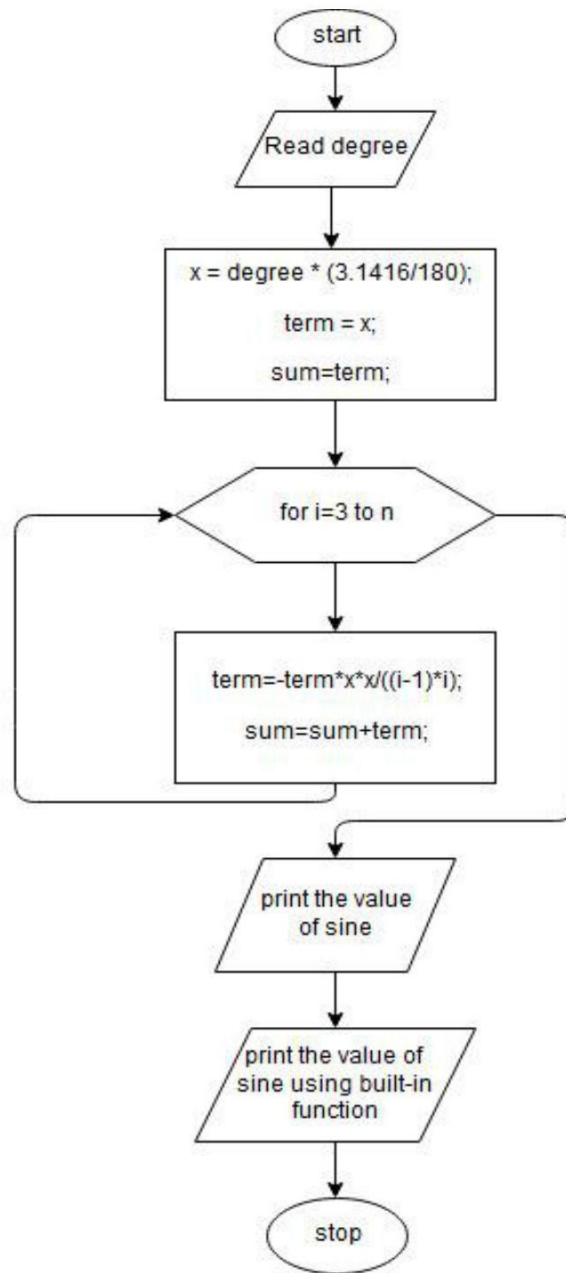 start
Read degree
x = degree * (3.1416/180);
term = x;
sum=term;
for i=3 to n
term=-term*x*x/((i-1)*i);
sum=sum+term;
print the value
of sine
print the value of
sine using built-in
function
stop